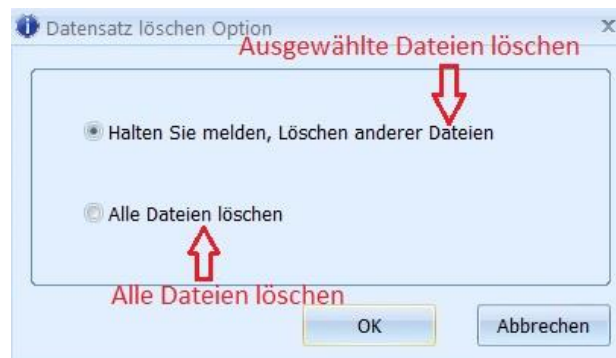 Datensatz löschen Option
Ausgewählte Dateien löschen
Halten Sie melden, Löschen anderer Dateien
Alle Dateien löschen
Alle Dateien löschen
OK
Abbrechen